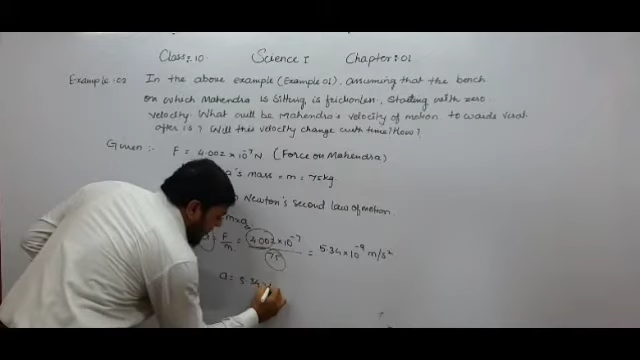 Class:10 Science I Chapter:01
Example:02 In the above example (Example 01). assuming that the bench
on which Mahendra is sitting is frictionless. Starting with zero
velocity. What will be Mahendra's velocity of motion towards virat
after 1s? Will this velocity change with time? How?
Given:- F = 4.002×10⁻⁷N (Force on Mahendra)
a's mass = m = 75kg.
Newton's second law of motion.
m×a
a = F/m = 4.002×10⁻⁷/75 = 5.34×10⁻⁹ m/s²
a = 5.34×